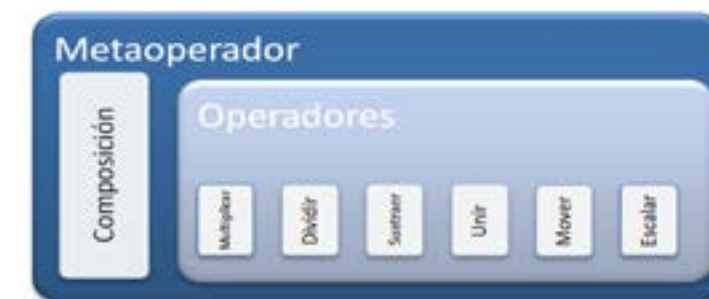 Metaoperador
Composición
Operadores
Multiplicar
Dividir
Sustraer
Unir
Mover
Escalar